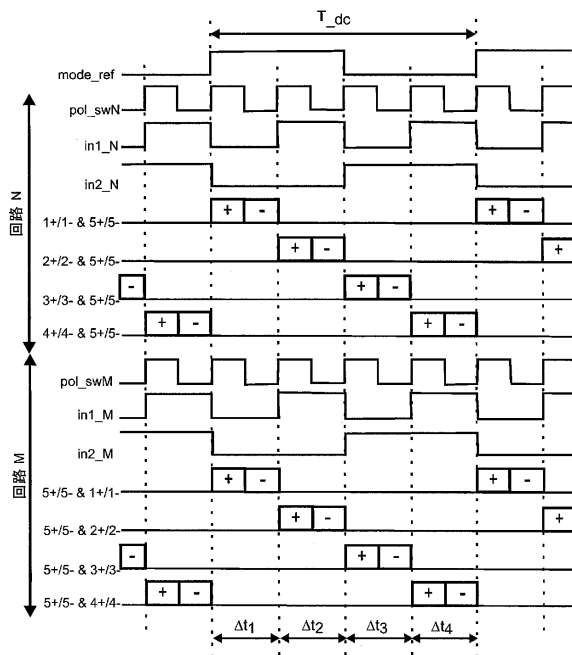 T_dc
mode_ref
pol_swN
in1_N
in2_N
1+/1- & 5+/5-
+ - + -
2+/2- & 5+/5-
+ - +
3+/3- & 5+/5-
- + -
4+/4- & 5+/5-
+ - + -
回路 N
pol_swM
in1_M
in2_M
5+/5- & 1+/1-
+ - + -
5+/5- & 2+/2-
+ - +
5+/5- & 3+/3-
- + -
5+/5- & 4+/4-
+ - + -
回路 M
Δt1 Δt2 Δt3 Δt4